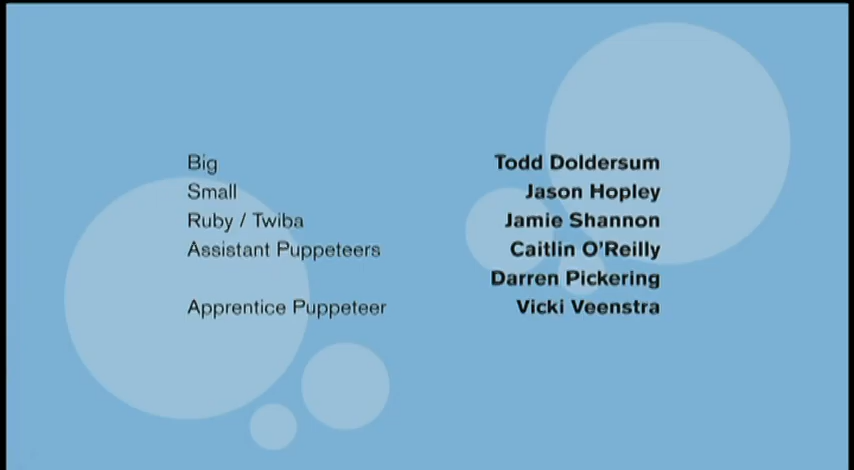 Big Todd Doldersum
Small Jason Hopley
Ruby / Twiba Jamie Shannon
Assistant Puppeteers Caitlin O'Reilly
Darren Pickering
Apprentice Puppeteer Vicki Veenstra